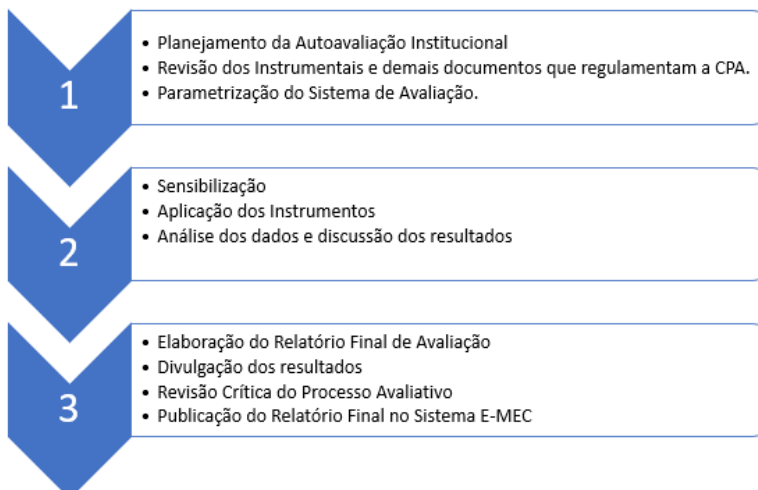 1
• Planejamento da Autoavaliação Institucional
• Revisão dos Instrumentais e demais documentos que regulamentam a CPA.
• Parametrização do Sistema de Avaliação.
2
• Sensibilização
• Aplicação dos Instrumentos
• Análise dos dados e discussão dos resultados
3
• Elaboração do Relatório Final de Avaliação
• Divulgação dos resultados
• Revisão Crítica do Processo Avaliativo
• Publicação do Relatório Final no Sistema E-MEC